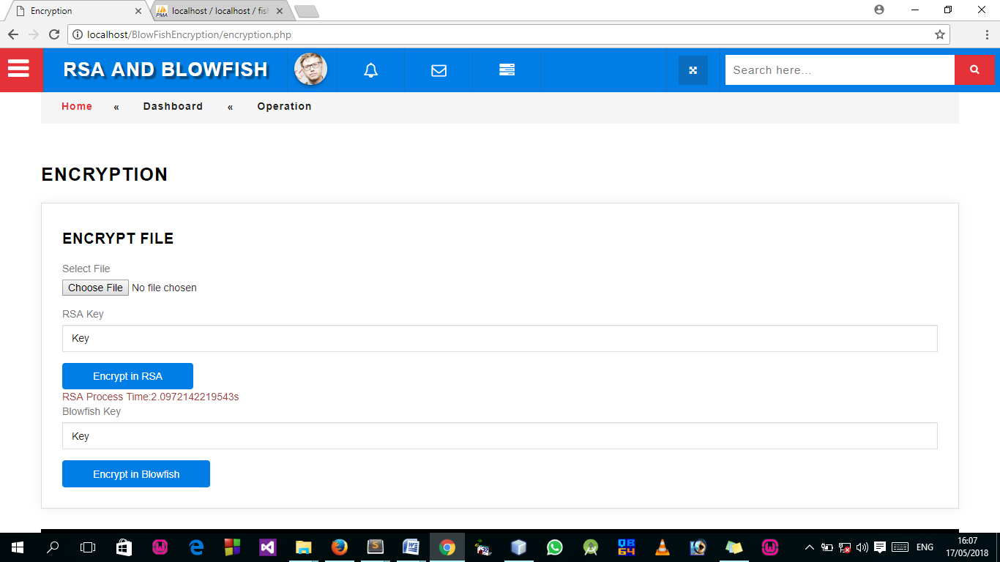 Encryption
localhost / localhost / fish
localhost/BlowFishEncryption/encryption.php
RSA AND BLOWFISH
Search here...
Home « Dashboard « Operation
ENCRYPTION
ENCRYPT FILE
Select File
Choose File No file chosen
RSA Key
Key
Encrypt in RSA
RSA Process Time:2.0972142219543s
Blowfish Key
Key
Encrypt in Blowfish
ENG
16:07
17/05/2018